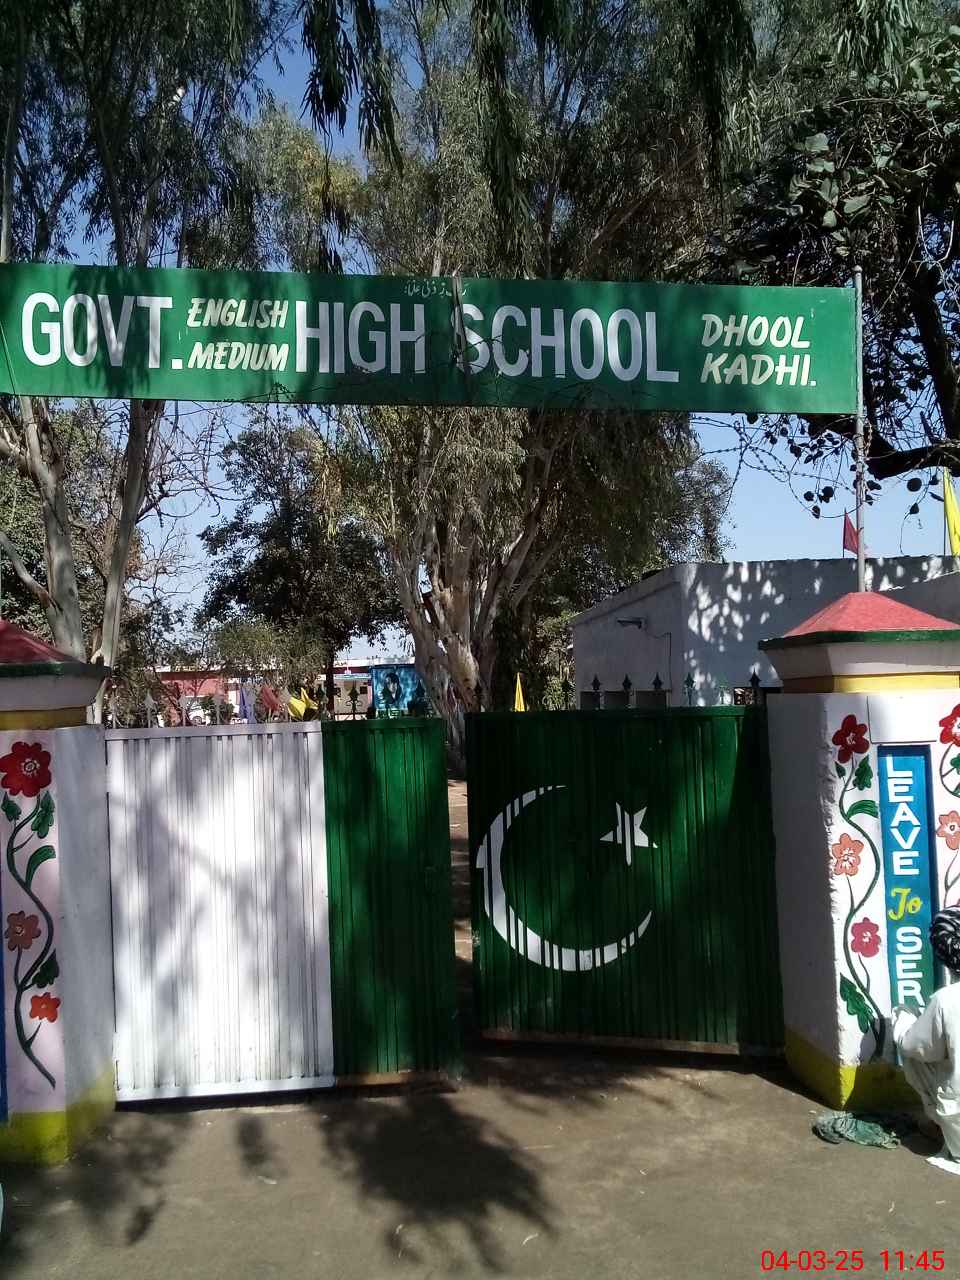 رَبِّ زِدْنِی عِلْمًا
GOVT. ENGLISH MEDIUM HIGH SCHOOL DHOOL KADHI.
LEAVE
To
SER
04-03-25 11:45